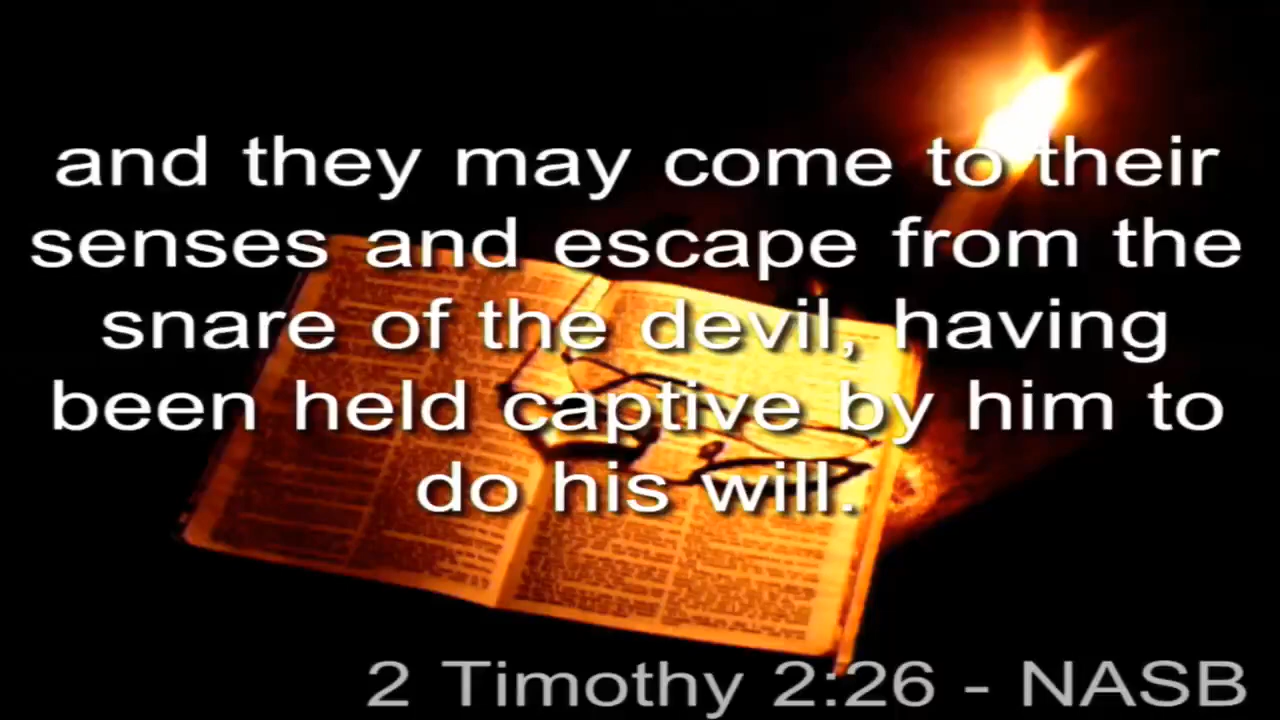 and they may come to their
senses and escape from the
snare of the devil, having
been held captive by him to
do his will.
2 Timothy 2:26 - NASB